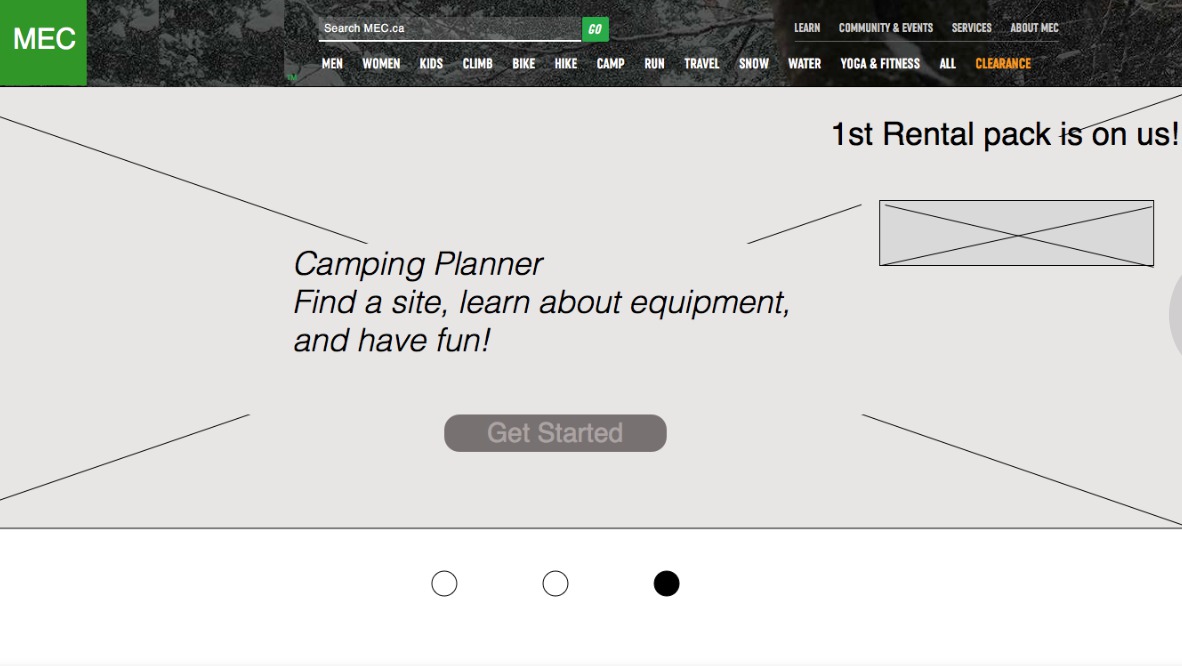 MEC
TM
Search MEC.ca
GO
LEARN COMMUNITY & EVENTS SERVICES ABOUT MEC
MEN WOMEN KIDS CLIMB BIKE HIKE CAMP RUN TRAVEL SNOW WATER YOGA & FITNESS ALL CLEARANCE
1st Rental pack is on us!
Camping Planner
Find a site, learn about equipment,
and have fun!
Get Started